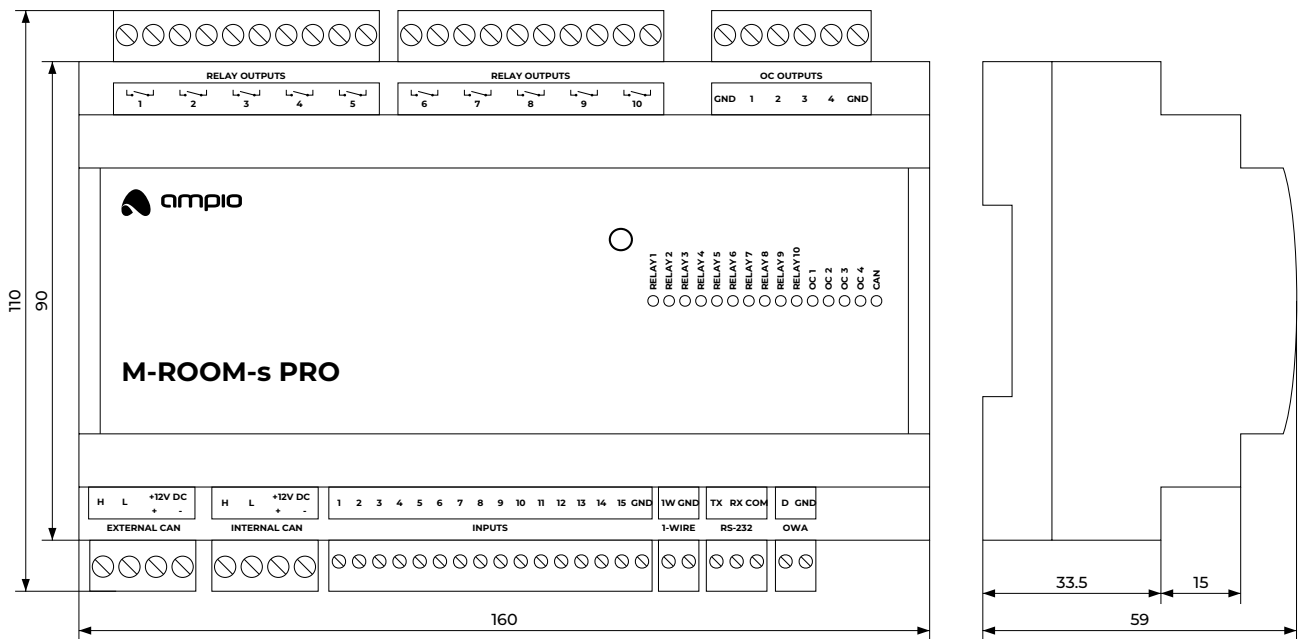 RELAY OUTPUTS
1 2 3 4 5
RELAY OUTPUTS
6 7 8 9 10
OC OUTPUTS
GND 1 2 3 4 GND
110
90
ampio
RELAY 1
RELAY 2
RELAY 3
RELAY 4
RELAY 5
RELAY 6
RELAY 7
RELAY 8
RELAY 9
RELAY 10
OC 1
OC 2
OC 3
OC 4
CAN
M-ROOM-s PRO
H L +12V DC
+ -
EXTERNAL CAN
H L +12V DC
+ -
INTERNAL CAN
1 2 3 4 5 6 7 8 9 10 11 12 13 14 15 GND
INPUTS
1W GND
1-WIRE
TX RX COM
RS-232
D GND
OWA
160
33.5
15
59